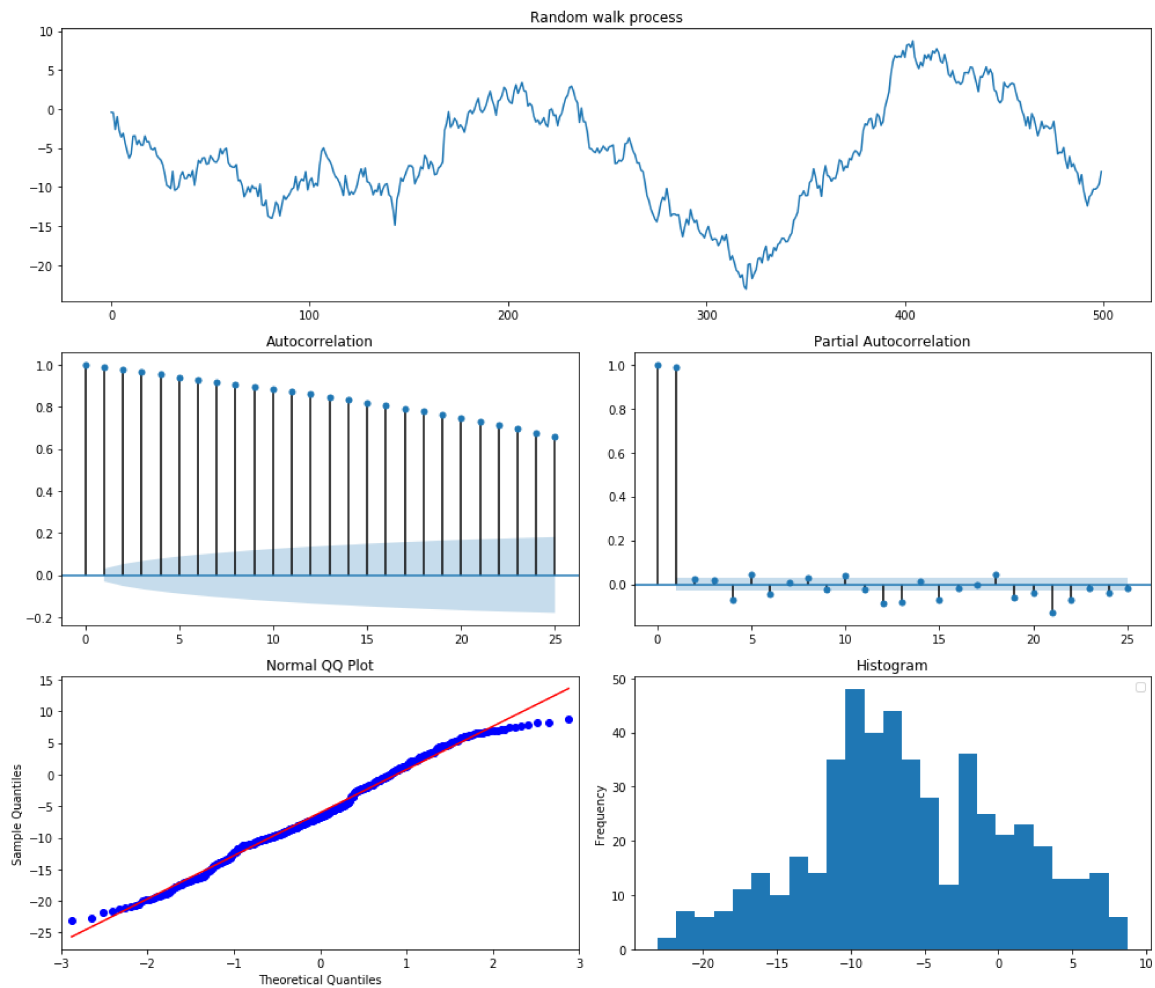 Random walk process
10
5
0
−5
−10
−15
−20
0 100 200 300 400 500
Autocorrelation
1.0
0.8
0.6
0.4
0.2
0.0
−0.2
0 5 10 15 20 25
Partial Autocorrelation
1.0
0.8
0.6
0.4
0.2
0.0
0 5 10 15 20 25
Normal QQ Plot
Sample Quantiles
15
10
5
0
−5
−10
−15
−20
−25
−3 −2 −1 0 1 2 3
Theoretical Quantiles
Histogram
Frequency
50
40
30
20
10
0
−20 −15 −10 −5 0 5 10